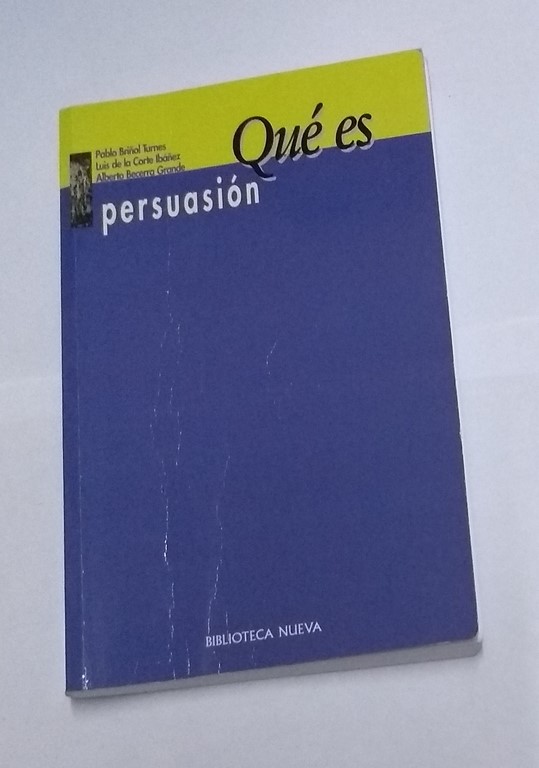 Pablo Briñol Turnes
Luis de la Corte Ibáñez
Alberto Becerra Grande
Qué es
persuasión
BIBLIOTECA NUEVA